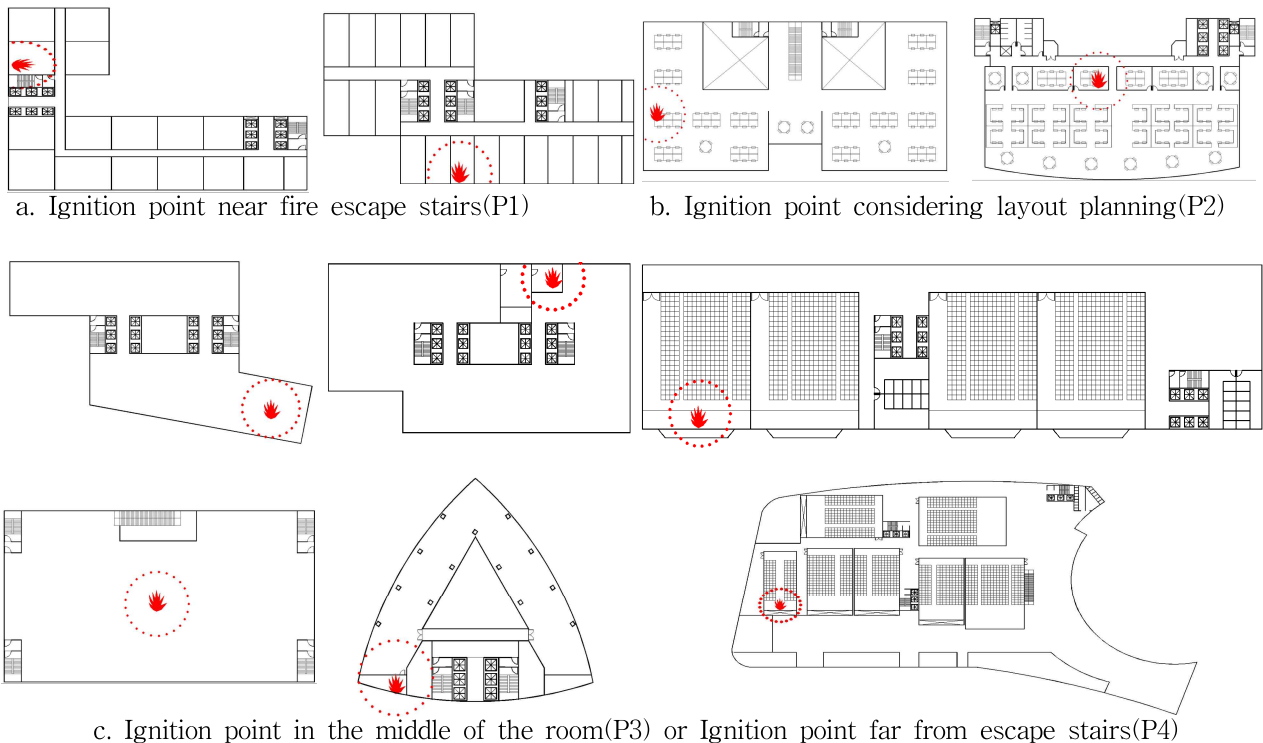 a. Ignition point near fire escape stairs(P1)
b. Ignition point considering layout planning(P2)
c. Ignition point in the middle of the room(P3) or Ignition point far from escape stairs(P4)